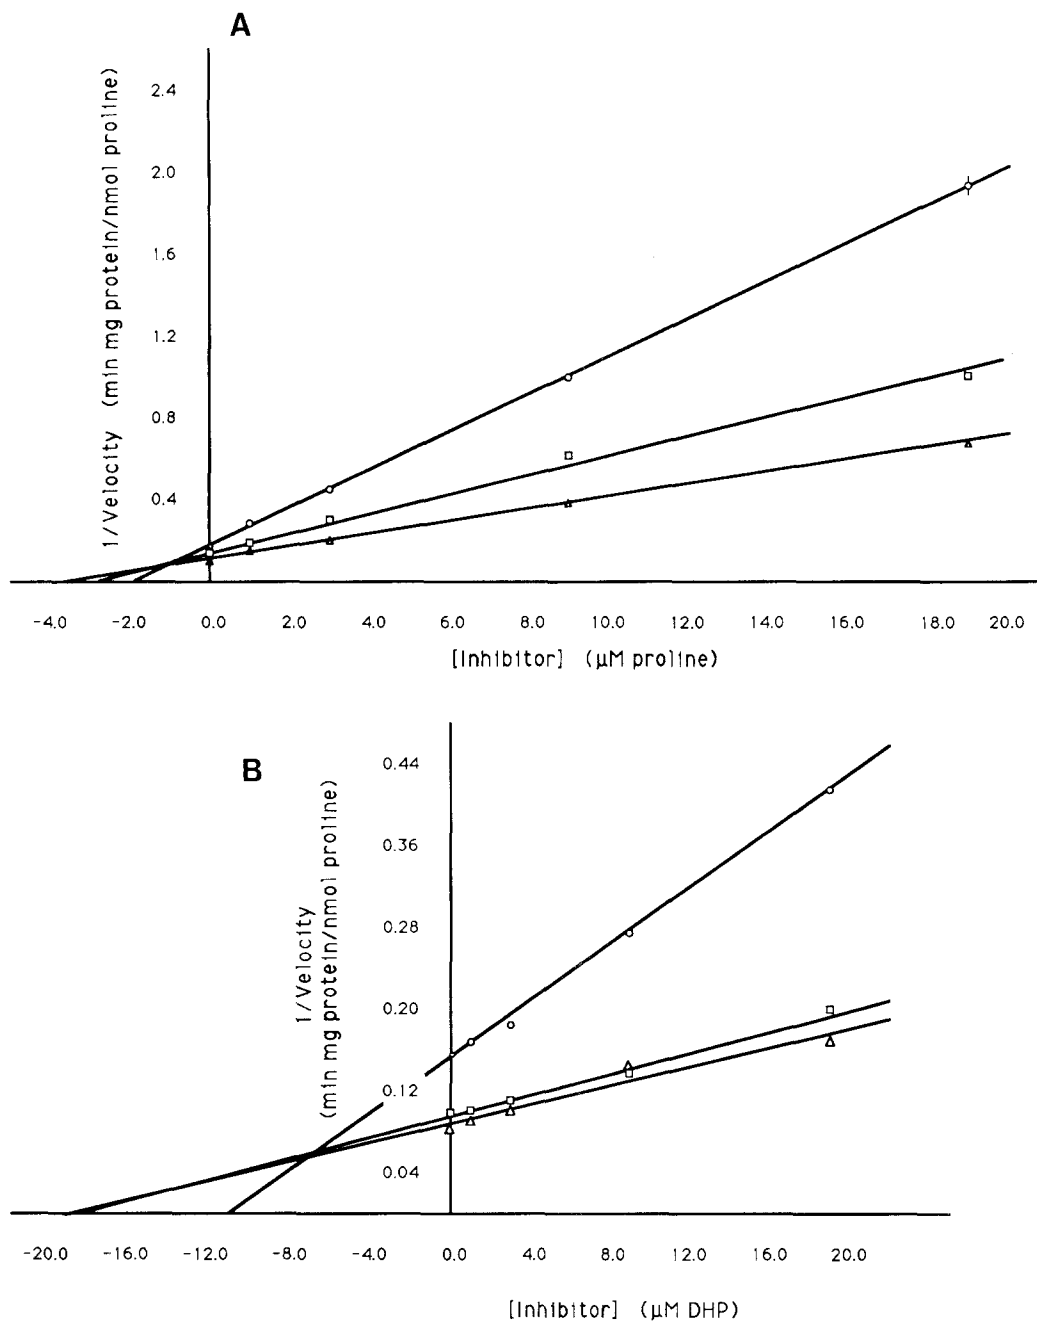 A
1/Velocity (min mg protein/nmol proline)
2.4
2.0
1.6
1.2
0.8
0.4
-4.0 -2.0 0.0 2.0 4.0 6.0 8.0 10.0 12.0 14.0 16.0 18.0 20.0
[Inhibitor] (μM proline)
B
1/Velocity
(min mg protein/nmol proline)
0.44
0.36
0.28
0.20
0.12
0.04
-20.0 -16.0 -12.0 -8.0 -4.0 0.0 4.0 8.0 12.0 16.0 20.0
[Inhibitor] (μM DHP)